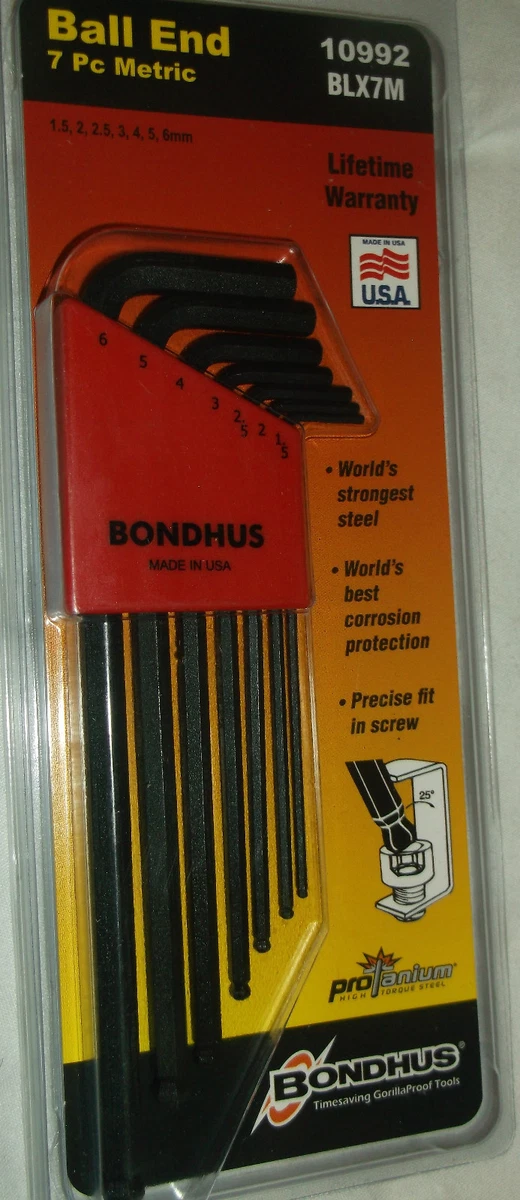 Ball End
7 Pc Metric
10992
BLX7M
1.5, 2, 2.5, 3, 4, 5, 6mm
Lifetime
Warranty
MADE IN USA
U.S.A.
6
5
4
3
2.
5
2
1.
5
BONDHUS
MADE IN USA
• World's
strongest
steel
• World's
best
corrosion
protection
• Precise fit
in screw
25°
proTanium®
HIGH TORQUE STEEL
BONDHUS®
Timesaving GorillaProof Tools